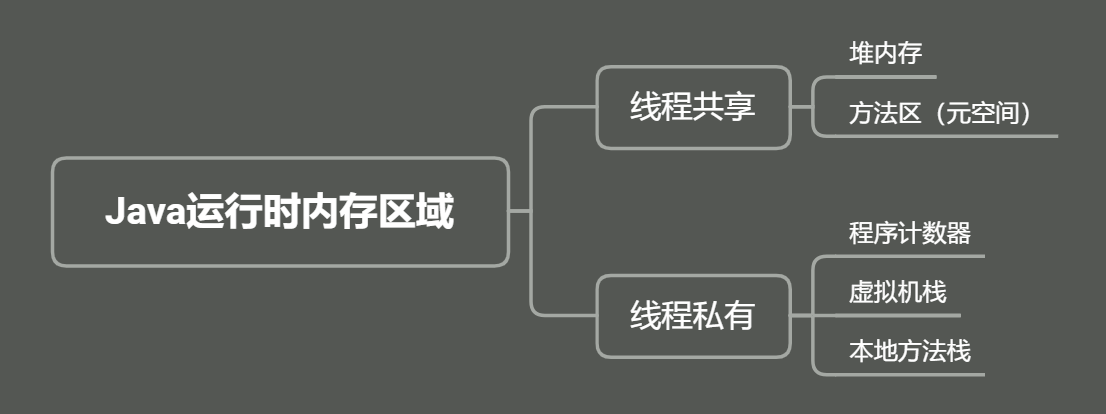 Java运行时内存区域
线程共享
堆内存
方法区（元空间）
线程私有
程序计数器
虚拟机栈
本地方法栈